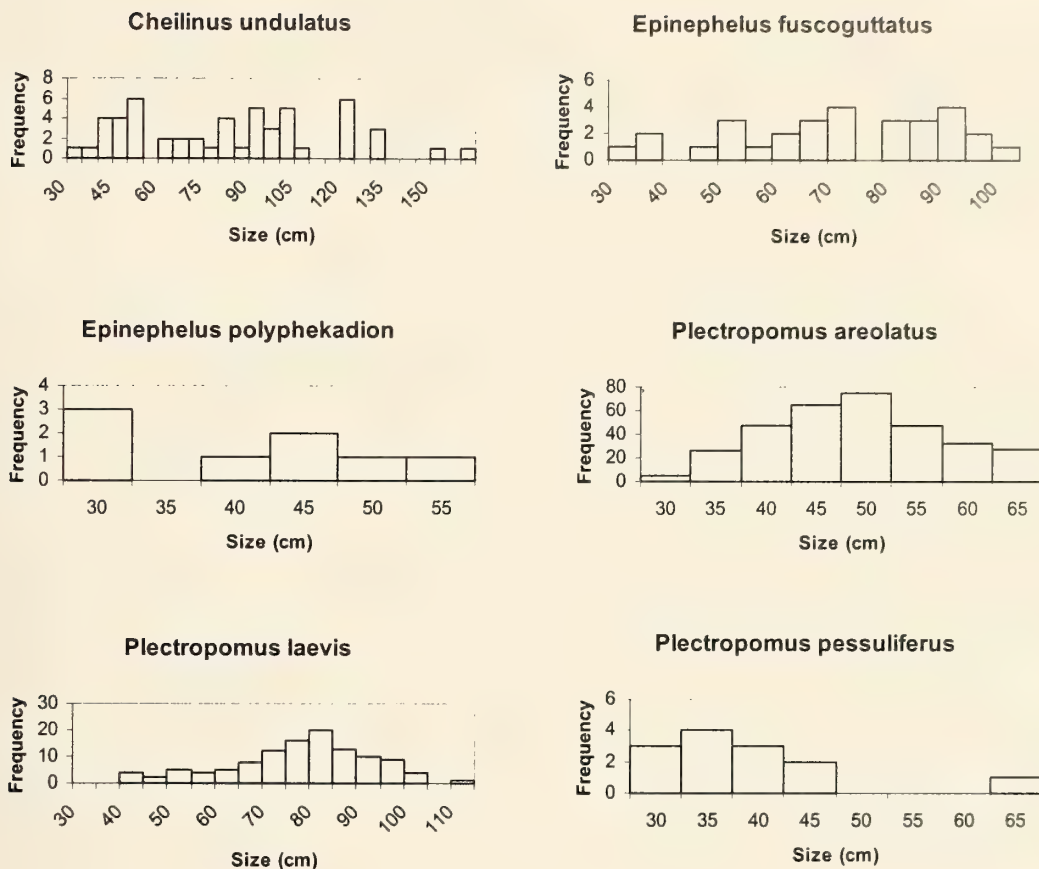 Cheilinus undulatus
Frequency
8
6
4
2
0
30 45 60 75 90 105 120 135 150
Size (cm)
Epinephelus fuscoguttatus
Frequency
6
4
2
0
30 40 50 60 70 80 90 100
Size (cm)
Epinephelus polyphekadion
Frequency
4
3
2
1
0
30 35 40 45 50 55
Size (cm)
Plectropomus areolatus
Frequency
80
60
40
20
0
30 35 40 45 50 55 60 65
Size (cm)
Plectropomus laevis
Frequency
30
20
10
0
30 40 50 60 70 80 90 100 110
Size (cm)
Plectropomus pessuliferus
Frequency
6
4
2
0
30 35 40 45 50 55 60 65
Size (cm)